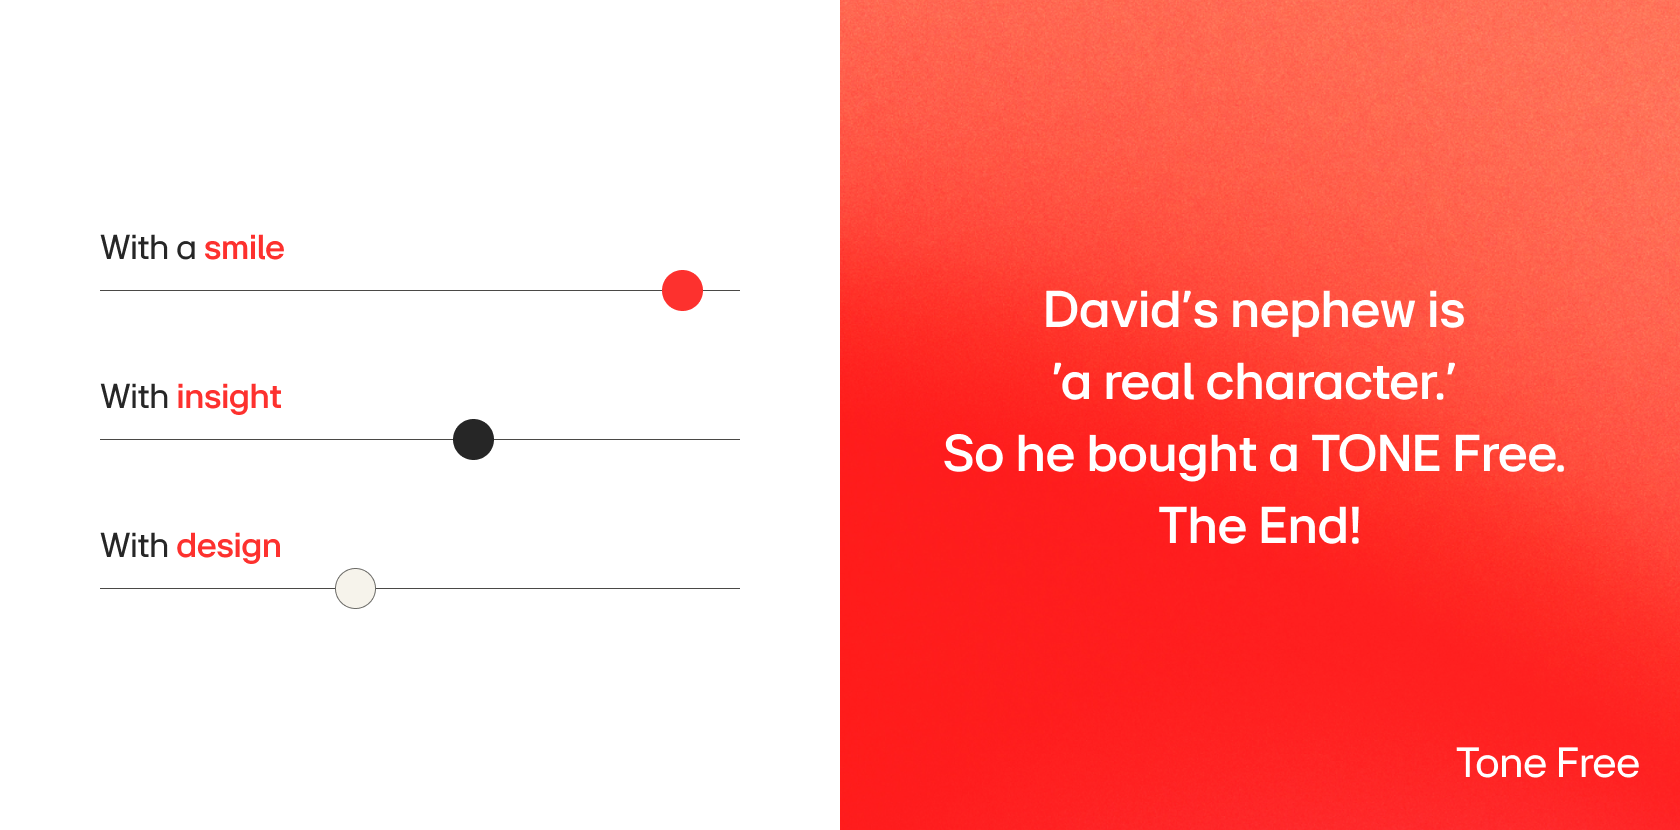 With a smile
With insight
With design
David's nephew is
'a real character.'
So he bought a TONE Free.
The End!
Tone Free